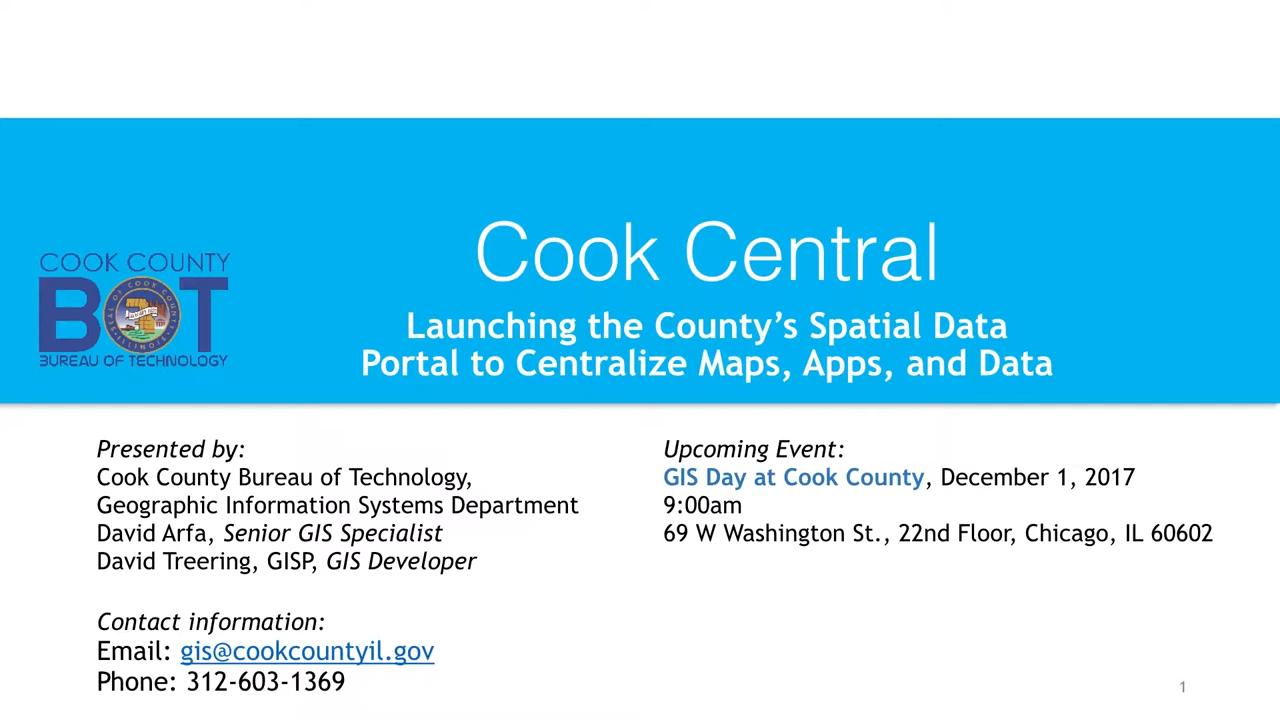 Cook Central
COOK COUNTY
BOT
BUREAU OF TECHNOLOGY
Launching the County’s Spatial Data
Portal to Centralize Maps, Apps, and Data
Presented by:
Cook County Bureau of Technology,
Geographic Information Systems Department
David Arfa, Senior GIS Specialist
David Treering, GISP, GIS Developer
Contact information:
Email: gis@cookcountyil.gov
Phone: 312-603-1369
Upcoming Event:
GIS Day at Cook County, December 1, 2017
9:00am
69 W Washington St., 22nd Floor, Chicago, IL 60602
1